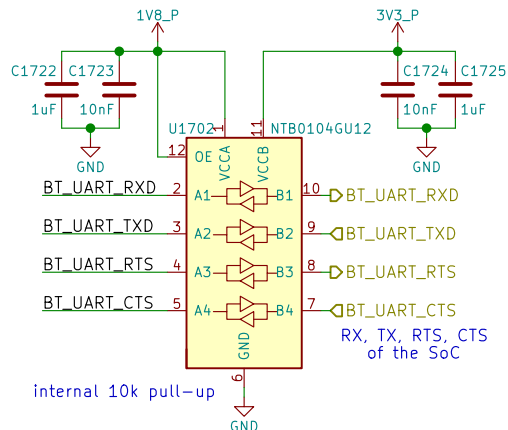 1V8_P 3V3_P
C1722 C1723 C1724 C1725
1uF 10nF 10nF 1uF
GND GND
U1702 NTB0104GU12
1 11
VCCA VCCB
12 OE
BT_UART_RXD 2 A1 B1 10 BT_UART_RXD
BT_UART_TXD 3 A2 B2 9 BT_UART_TXD
BT_UART_RTS 4 A3 B3 8 BT_UART_RTS
BT_UART_CTS 5 A4 B4 7 BT_UART_CTS
GND
RX, TX, RTS, CTS
of the SoC
6
internal 10k pull-up
GND